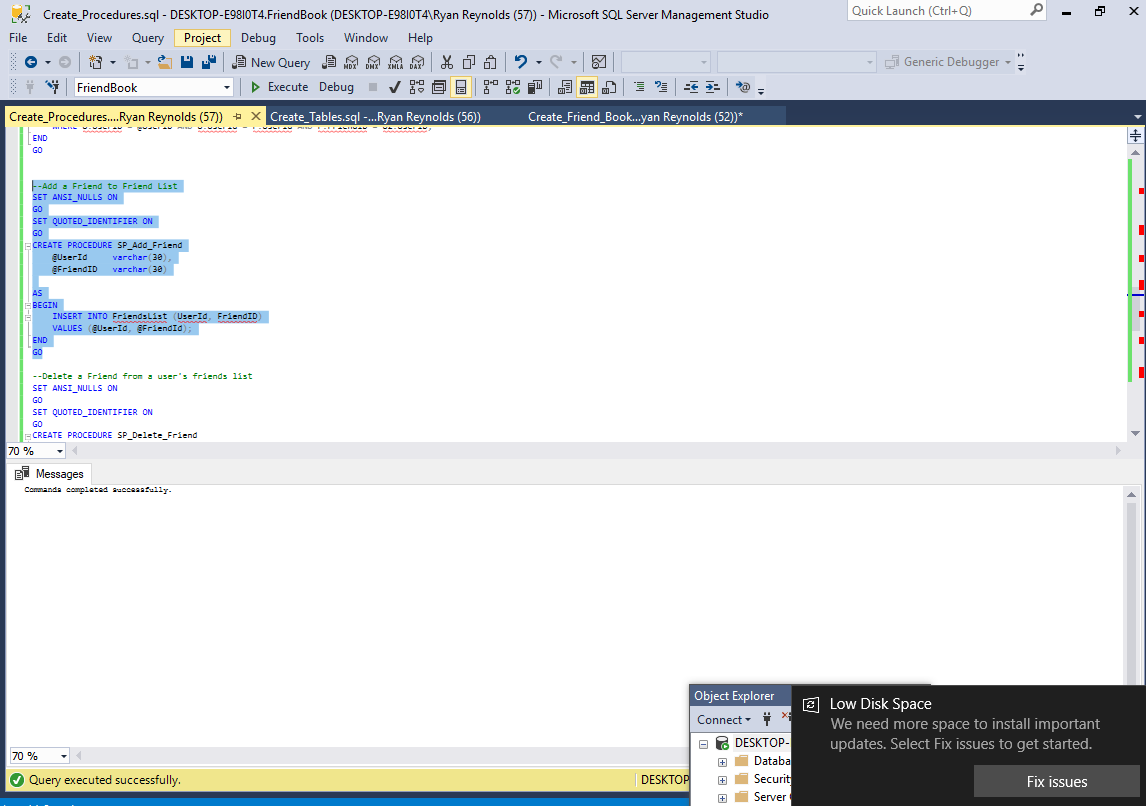 Create_Procedures.sql - DESKTOP-E98I0T4.FriendBook (DESKTOP-E98I0T4\Ryan Reynolds (57)) - Microsoft SQL Server Management Studio
Quick Launch (Ctrl+Q)
File Edit View Query Project Debug Tools Window Help
New Query MDX DMX XMLA DAX Generic Debugger
FriendBook Execute Debug
Create_Procedures....Ryan Reynolds (57)) Create_Tables.sql -...Ryan Reynolds (56)) Create_Friend_Book...yan Reynolds (52))*
END
GO
--Add a Friend to Friend List
SET ANSI_NULLS ON
GO
SET QUOTED_IDENTIFIER ON
GO
CREATE PROCEDURE SP_Add_Friend
@UserId varchar(30),
@FriendID varchar(30)
AS
BEGIN
INSERT INTO FriendsList (UserId, FriendID)
VALUES (@UserId, @FriendId);
END
GO
--Delete a Friend from a user's friends list
SET ANSI_NULLS ON
GO
SET QUOTED_IDENTIFIER ON
GO
CREATE PROCEDURE SP_Delete_Friend
70 %
Messages
Commands completed successfully.
70 %
Query executed successfully. DESKTOP
Object Explorer
Connect
DESKTOP-
Databa
Security
Server
Low Disk Space
We need more space to install important
updates. Select Fix issues to get started.
Fix issues